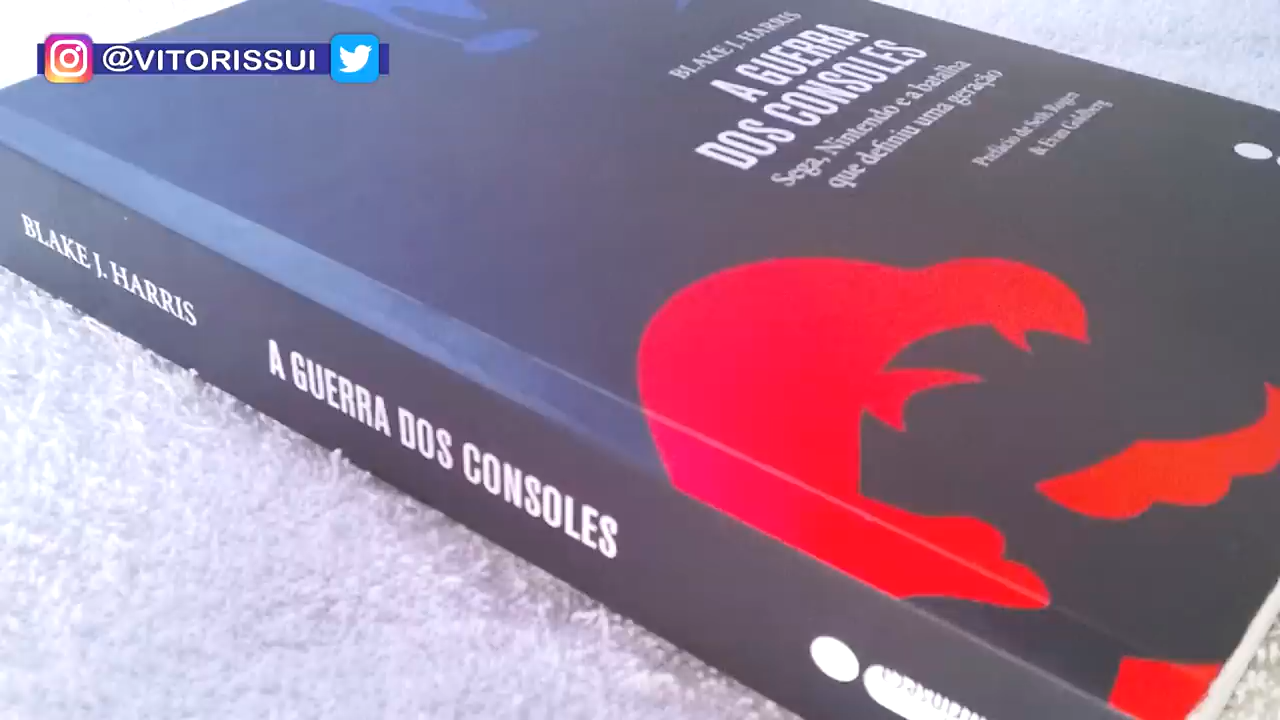 @VITORISSUI
BLAKE J. HARRIS
A GUERRA
DOS CONSOLES
Sega, Nintendo e a batalha
que definiu uma geração
Prefácio de Seth Rogen
& Evan Goldberg
BLAKE J. HARRIS
A GUERRA DOS CONSOLES